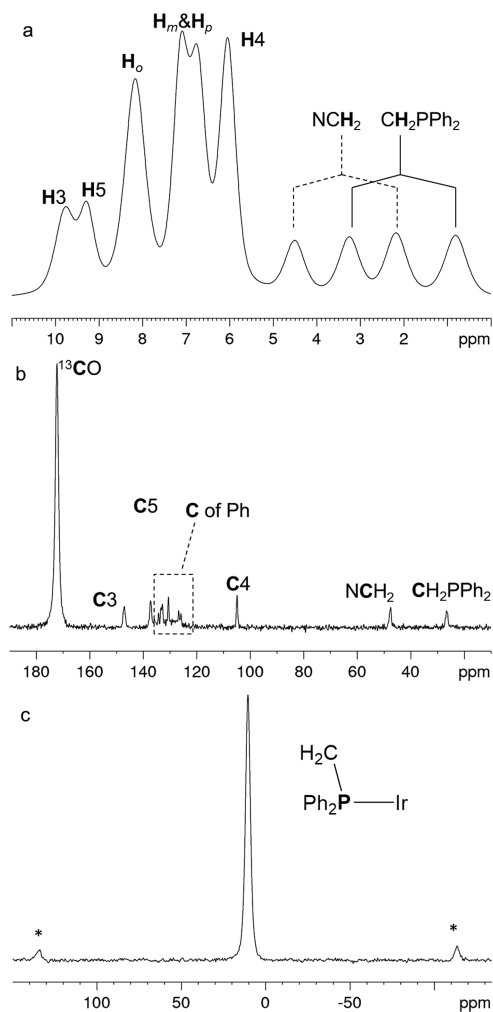 a
H3
H5
Ho
Hm&Hp
H4
NCH2
CH2PPh2
10
9
8
7
6
5
4
3
2
ppm
b
13CO
C3
C5
C of Ph
C4
NCH2
CH2PPh2
180
160
140
120
100
80
60
40
ppm
c
H2C
Ph2P
Ir
*
*
100
50
0
-50
ppm